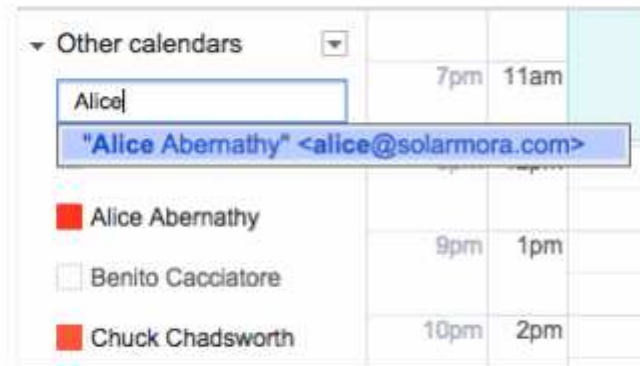 Other calendars
7pm 11am
Alice
"Alice Abernathy" <alice@solarmora.com>
Alice Abernathy
9pm 1pm
Benito Cacciatore
10pm 2pm
Chuck Chadsworth